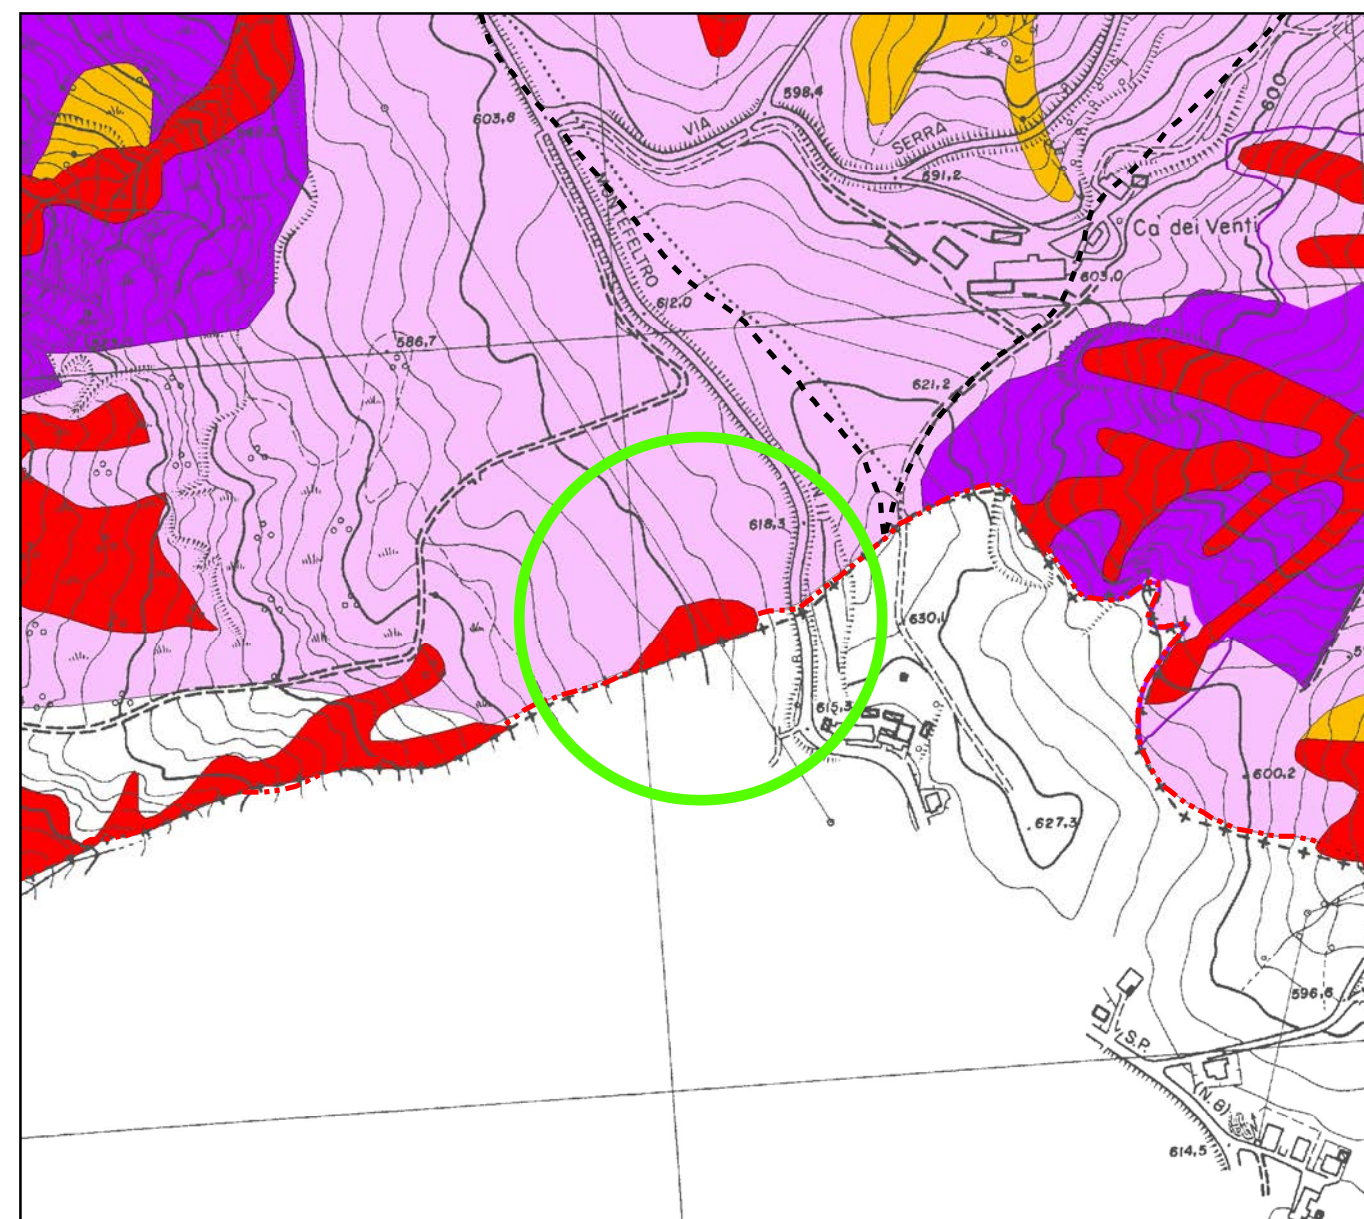 598,4
600
603,6
VIA
SERRA
591,2
Ca dei Venti
MONTEFELTRO
603,0
612,0
586,7
621,2
618,3
630,1
615,3
600,2
627,3
596,6
S.P.
(N. 8)
614,5